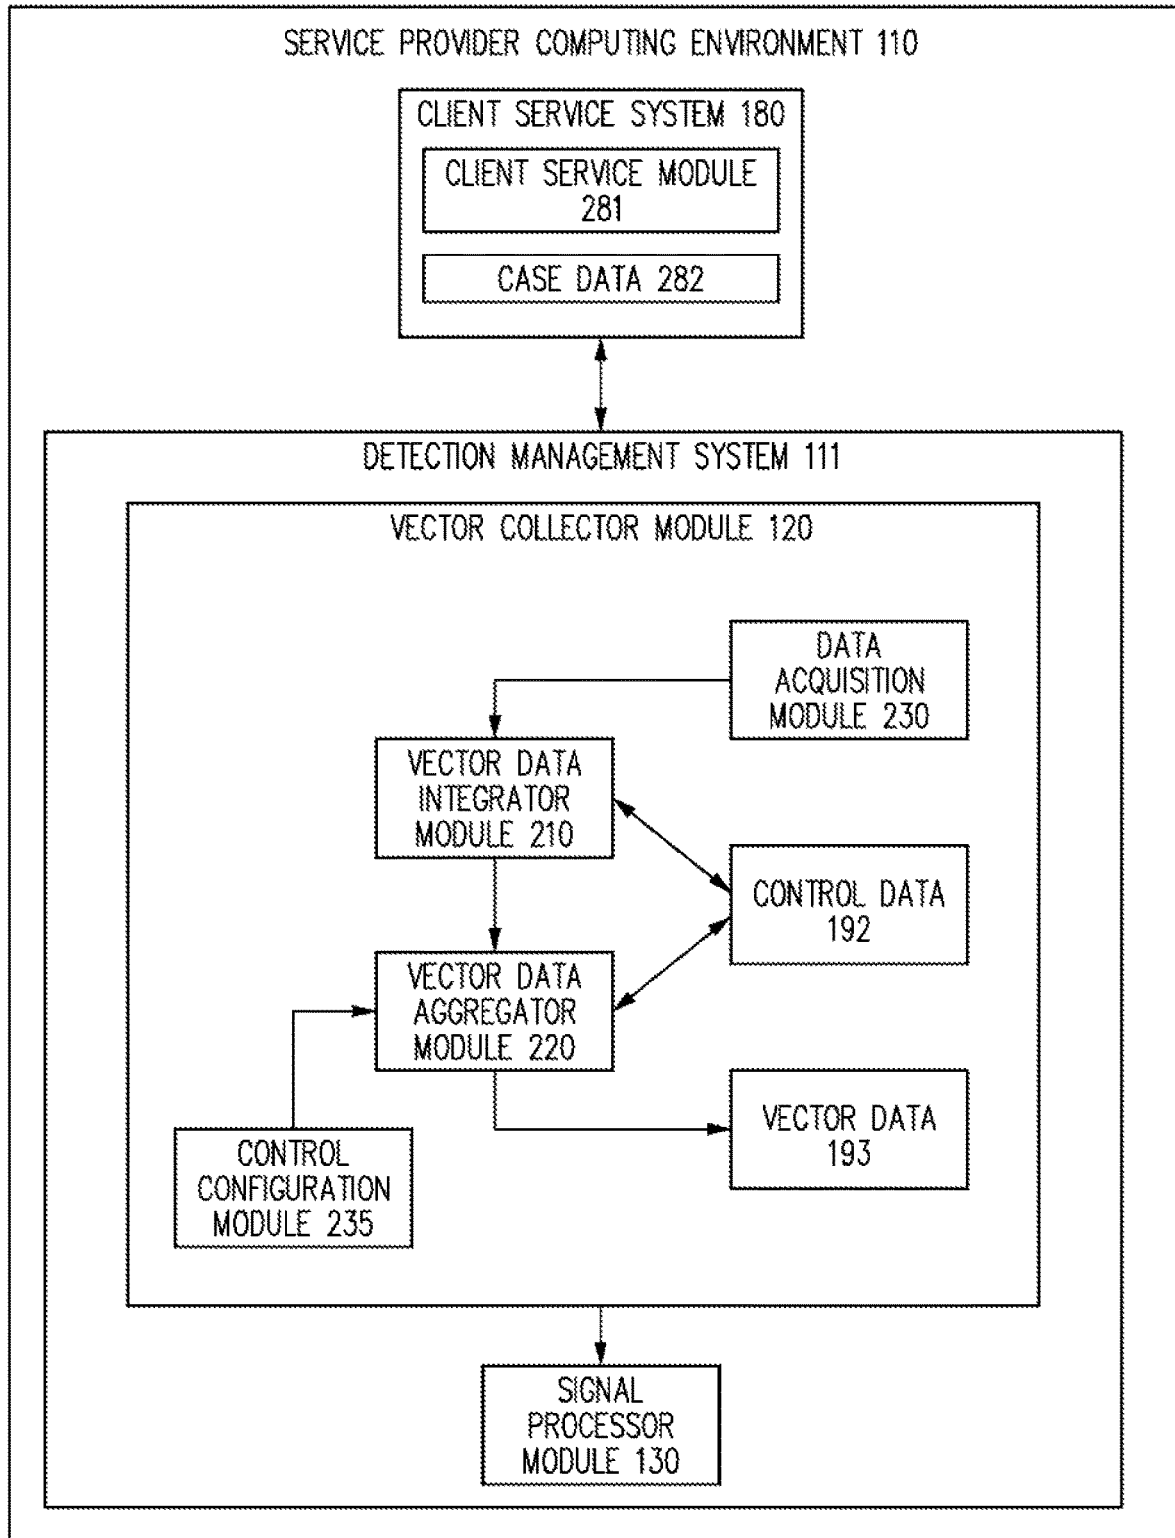 SERVICE PROVIDER COMPUTING ENVIRONMENT 110
CLIENT SERVICE SYSTEM 180
CLIENT SERVICE MODULE
281
CASE DATA 282
DETECTION MANAGEMENT SYSTEM 111
VECTOR COLLECTOR MODULE 120
DATA
ACQUISITION
MODULE 230
VECTOR DATA
INTEGRATOR
MODULE 210
CONTROL DATA
192
VECTOR DATA
AGGREGATOR
MODULE 220
VECTOR DATA
193
CONTROL
CONFIGURATION
MODULE 235
SIGNAL
PROCESSOR
MODULE 130